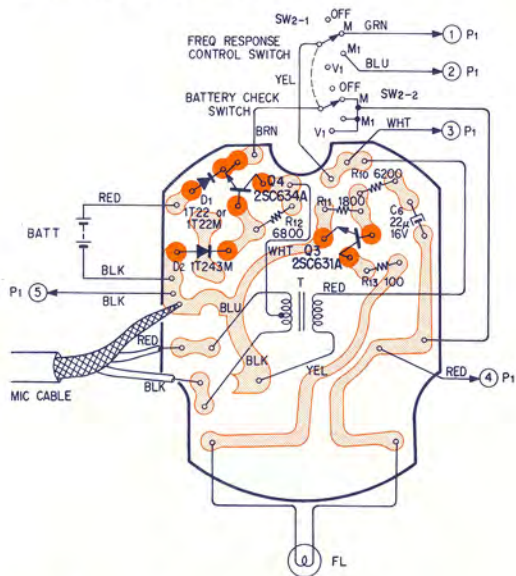 SW2-1
OFF
M
GRN
1 P1
FREQ RESPONSE
CONTROL SWITCH
M1
BLU
2 P1
V1
YEL
OFF
SW2-2
BATTERY CHECK
SWITCH
M
M1
V1
WHT
3 P1
BRN
R10 6200
Q4
2SC634A
D1
1T22 or
1T22M
R11 1800
C6
22μ
16V
RED
R12
6800
BATT
WHT
Q3
2SC631A
D2 1T243M
BLK
R13 100
P1 5
BLK
T
RED
BLU
RED
BLK
YEL
RED
4 P1
BLK
MIC CABLE
FL